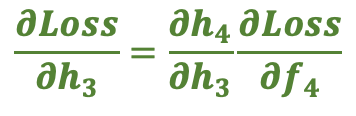 ∂Loss/∂h₃ = ∂h₄/∂h₃ ∂Loss/∂f₄